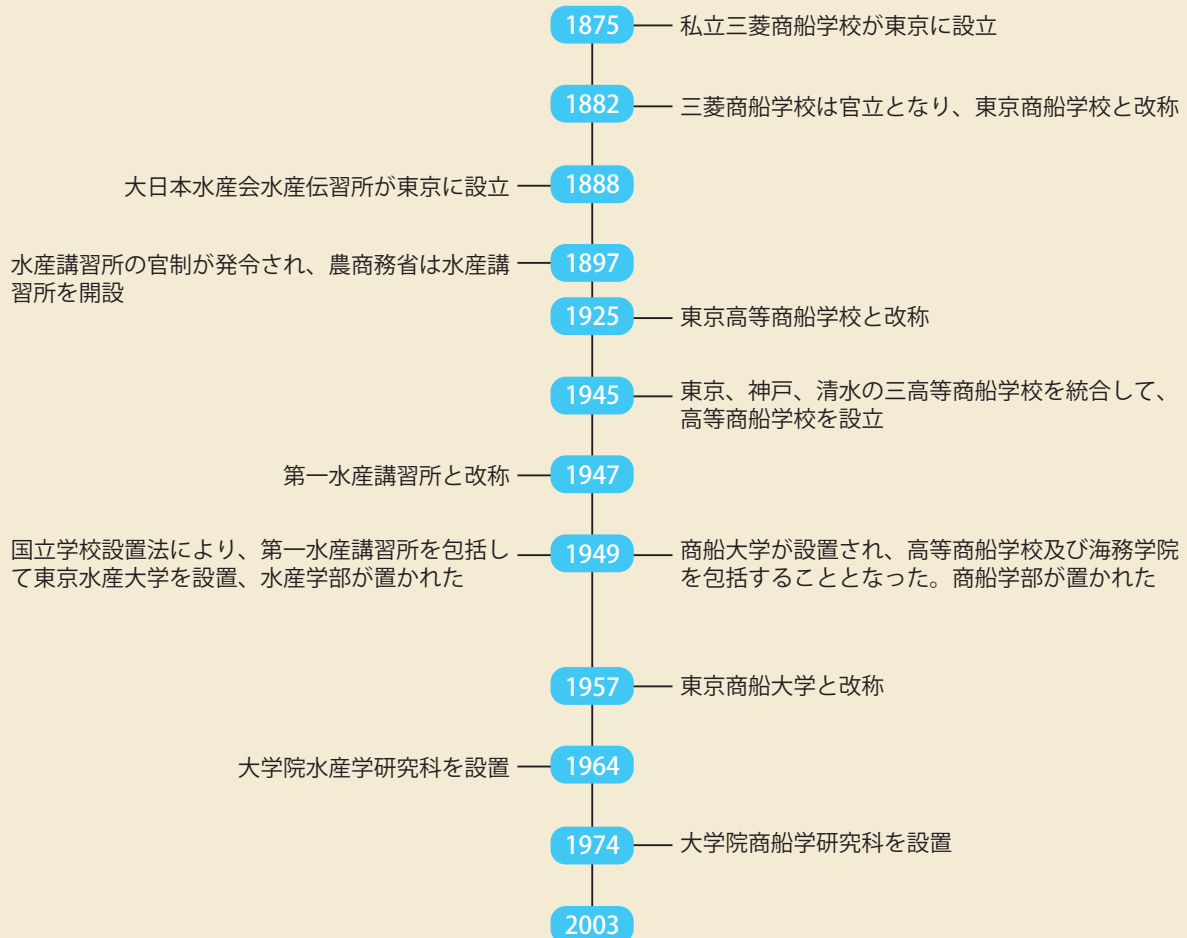 1875
私立三菱商船学校が東京に設立
1882
三菱商船学校は官立となり、東京商船学校と改称
大日本水産会水産伝習所が東京に設立
1888
水産講習所の官制が発令され、農商務省は水産講
習所を開設
1897
1925
東京高等商船学校と改称
1945
東京、神戸、清水の三高等商船学校を統合して、
高等商船学校を設立
第一水産講習所と改称
1947
国立学校設置法により、第一水産講習所を包括し
て東京水産大学を設置、水産学部が置かれた
1949
商船大学が設置され、高等商船学校及び海務学院
を包括することとなった。商船学部が置かれた
1957
東京商船大学と改称
大学院水産学研究科を設置
1964
1974
大学院商船学研究科を設置
2003